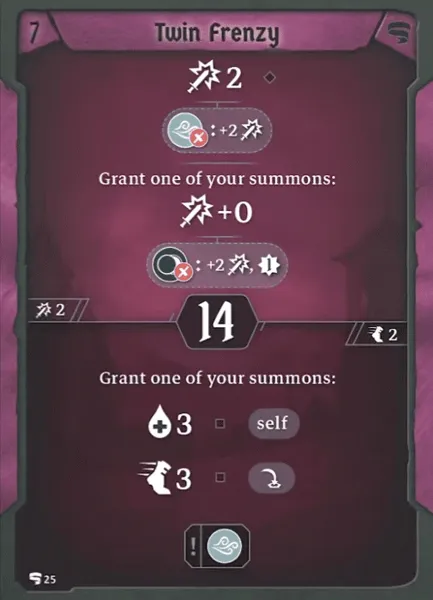 7 Twin Frenzy
2
: +2
Grant one of your summons:
+0
: +2 ,
2
14
2
Grant one of your summons:
3 self
3
25